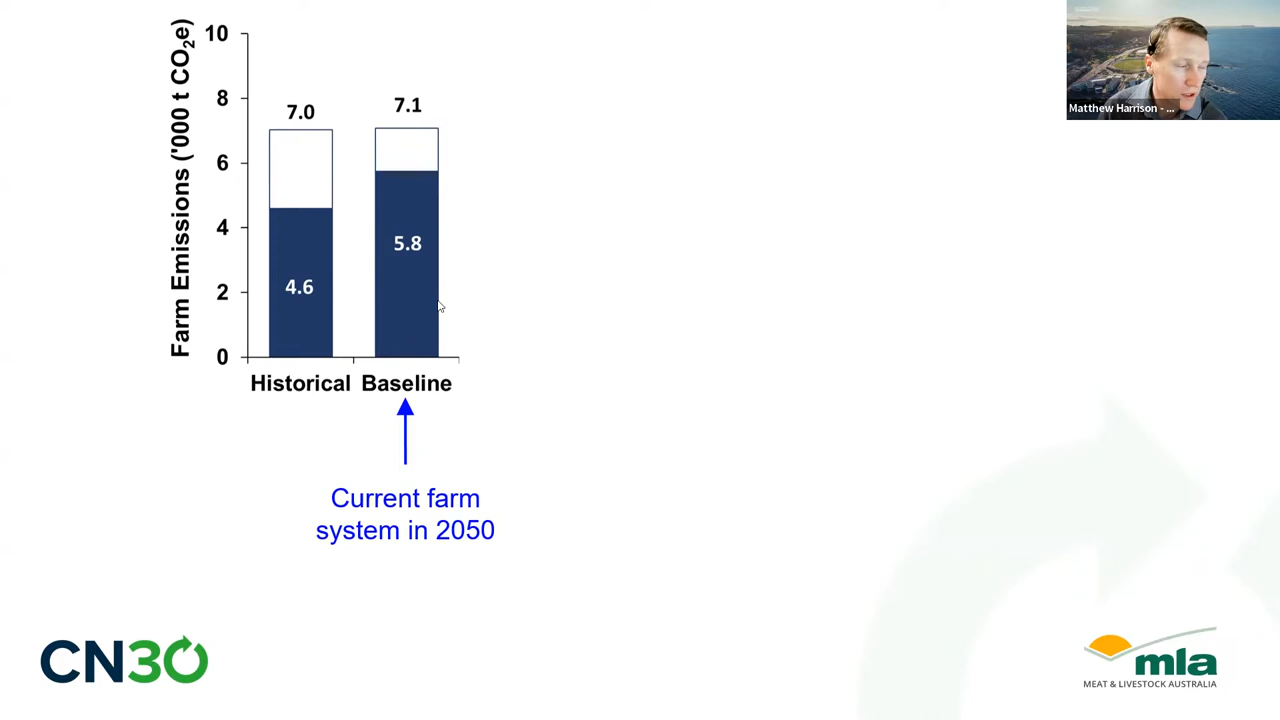 Farm Emissions ('000 t CO₂e)
10
8
6
4
2
0
7.0
7.1
4.6
5.8
Historical
Baseline
Current farm
system in 2050
Matthew Harrison - ...
CN30
mla
MEAT & LIVESTOCK AUSTRALIA